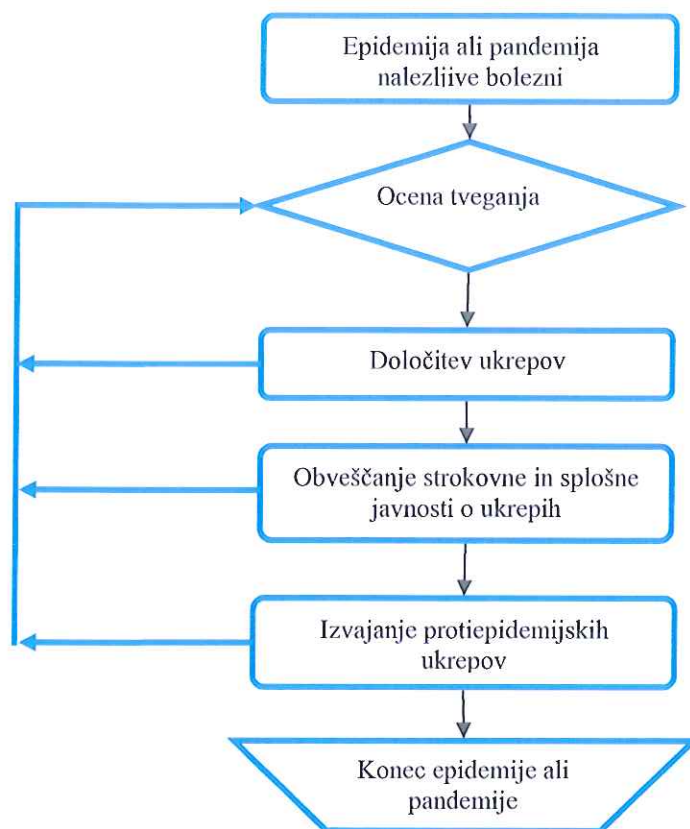 Epidemija ali pandemija
nalezljive bolezni
Ocena tveganja
Določitev ukrepov
Obveščanje strokovne in splošne
javnosti o ukrepih
Izvajanje protiepidemijskih
ukrepov
Konec epidemije ali
pandemije